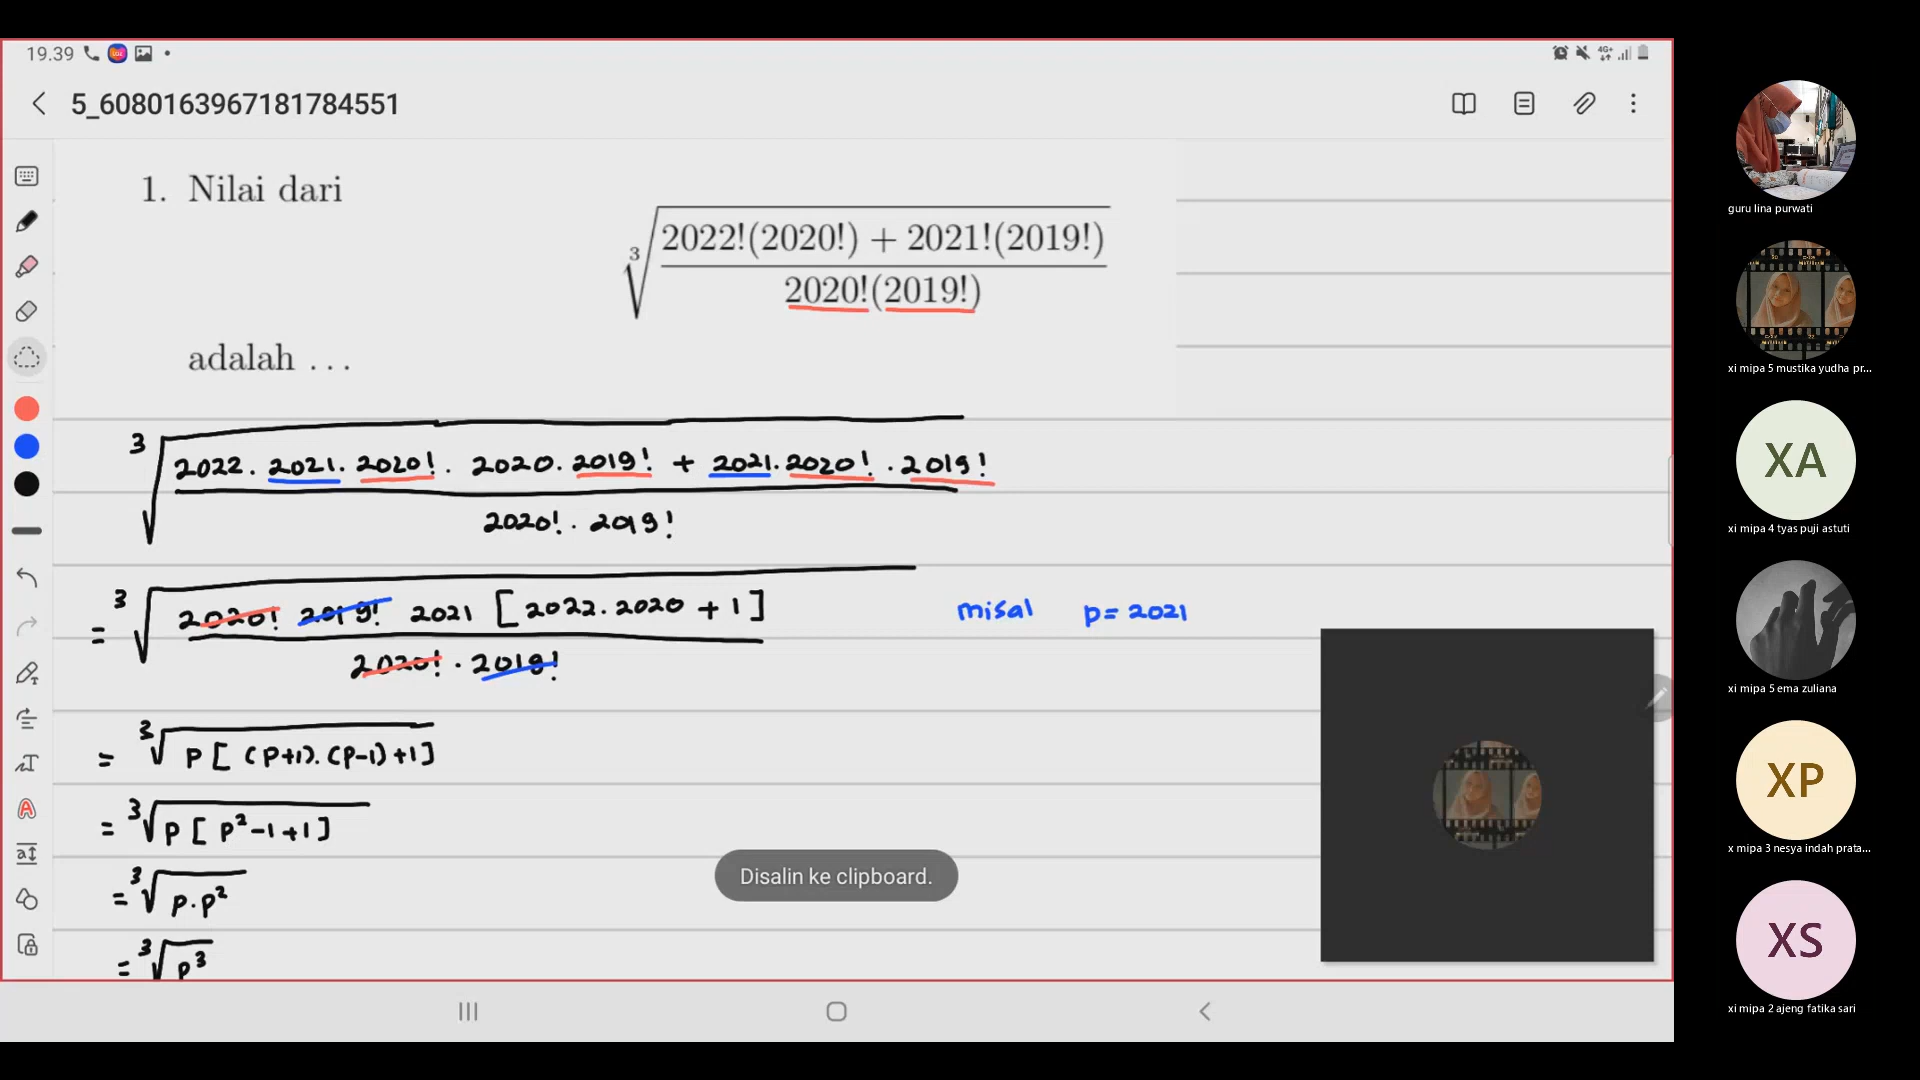 19.39
4G+
5_6080163967181784551
1. Nilai dari
3√ 2022!(2020!) + 2021!(2019!)
2020!(2019!)
adalah ...
3√ 2022. 2021. 2020!. 2020. 2019! + 2021. 2020!. 2019!
2020!. 2019!
= 3√ 2020! 2019! 2021 [2022.2020 + 1]
2020! . 2019!
misal p = 2021
= 3√ P [ (P+1). (P-1) +1]
= 3√ P [ P² -1 +1 ]
= 3√ P.P²
= 3√ P³
Disalin ke clipboard.
guru lina purwati
xi mipa 5 mustika yudha pr...
XA
xi mipa 4 tyas puji astuti
xi mipa 5 ema zuliana
XP
x mipa 3 nesya indah prata...
XS
xi mipa 2 ajeng fatika sari